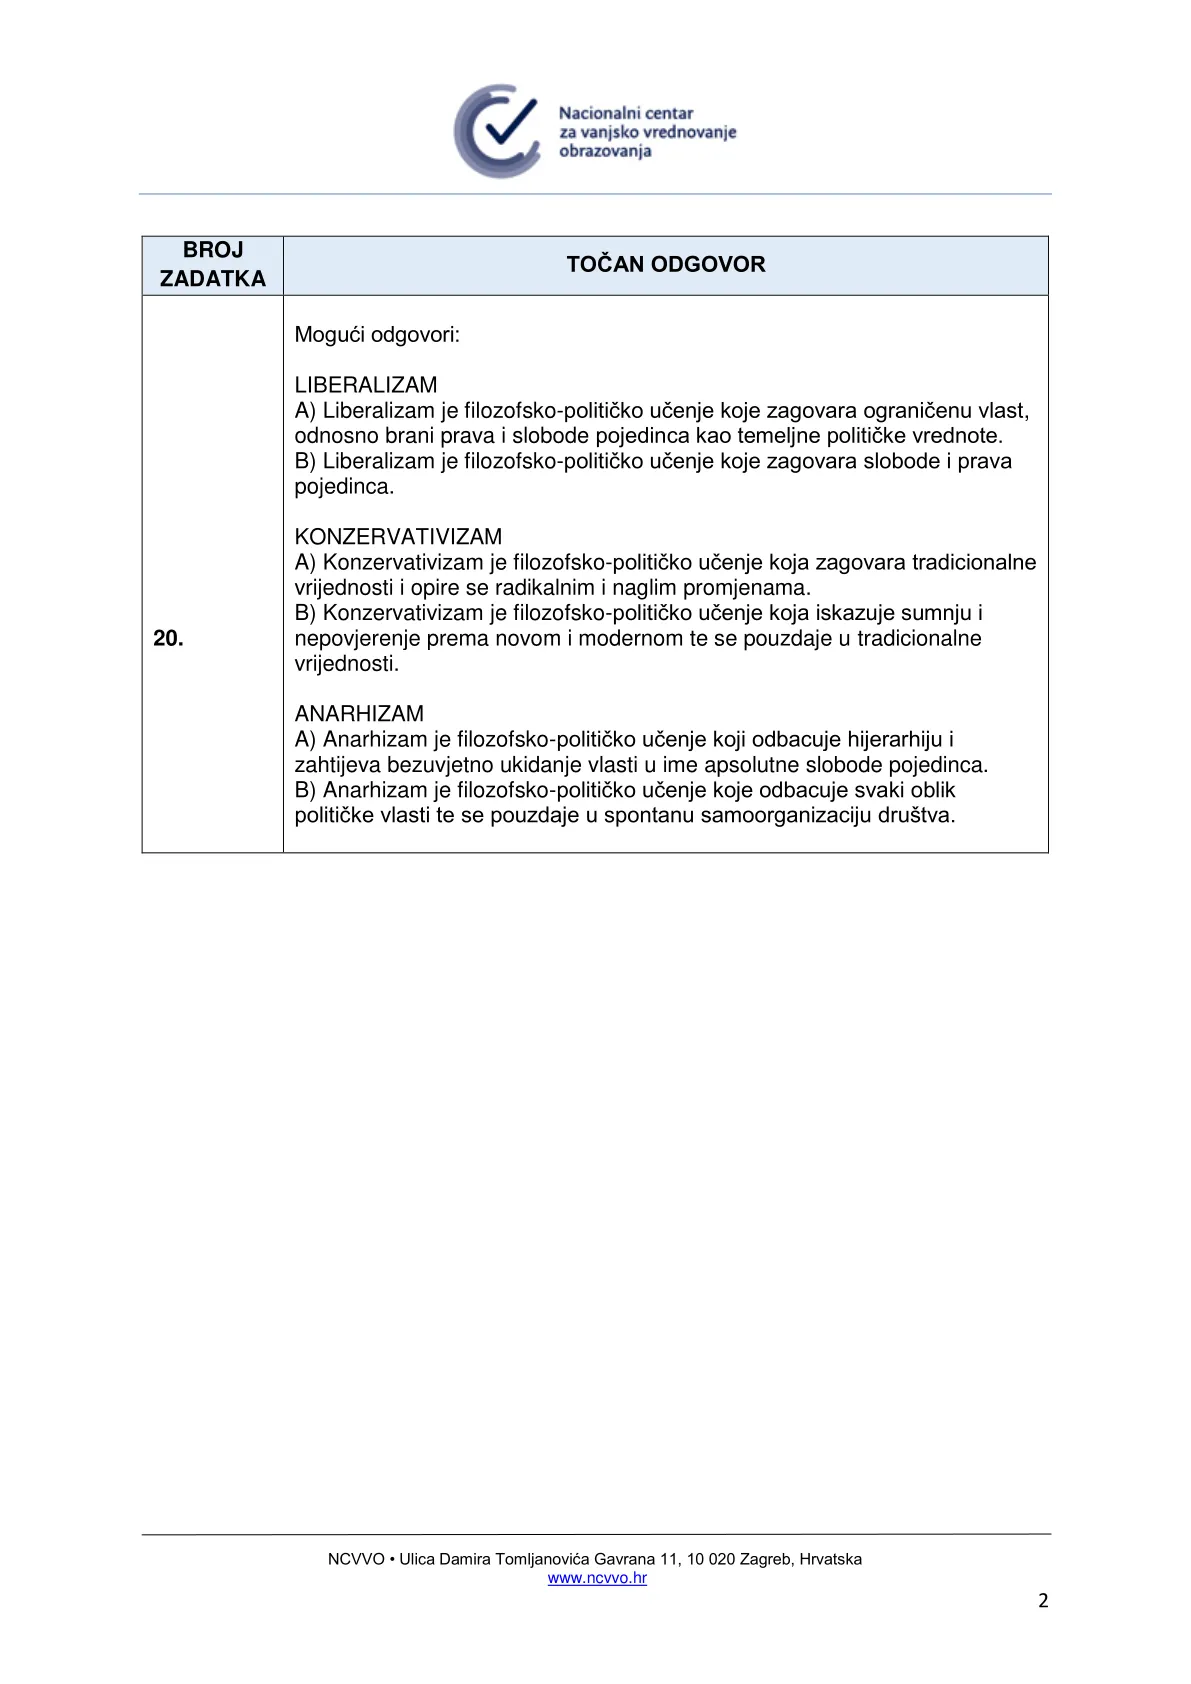 Nacionalni centar
za vanjsko vrednovanje
obrazovanja
BROJ
ZADATKA
TOČAN ODGOVOR
20.
Mogući odgovori:
LIBERALIZAM
A) Liberalizam je filozofsko-političko učenje koje zagovara ograničenu vlast,
odnosno brani prava i slobode pojedinca kao temeljne političke vrednote.
B) Liberalizam je filozofsko-političko učenje koje zagovara slobode i prava
pojedinca.
KONZERVATIVIZAM
A) Konzervativizam je filozofsko-političko učenje koja zagovara tradicionalne
vrijednosti i opire se radikalnim i naglim promjenama.
B) Konzervativizam je filozofsko-političko učenje koja iskazuje sumnju i
nepovjerenje prema novom i modernom te se pouzdaje u tradicionalne
vrijednosti.
ANARHIZAM
A) Anarhizam je filozofsko-političko učenje koji odbacuje hijerarhiju i
zahtijeva bezuvjetno ukidanje vlasti u ime apsolutne slobode pojedinca.
B) Anarhizam je filozofsko-političko učenje koje odbacuje svaki oblik
političke vlasti te se pouzdaje u spontanu samoorganizaciju društva.
NCVVO • Ulica Damira Tomljanovića Gavrana 11, 10 020 Zagreb, Hrvatska
www.ncvvo.hr
2